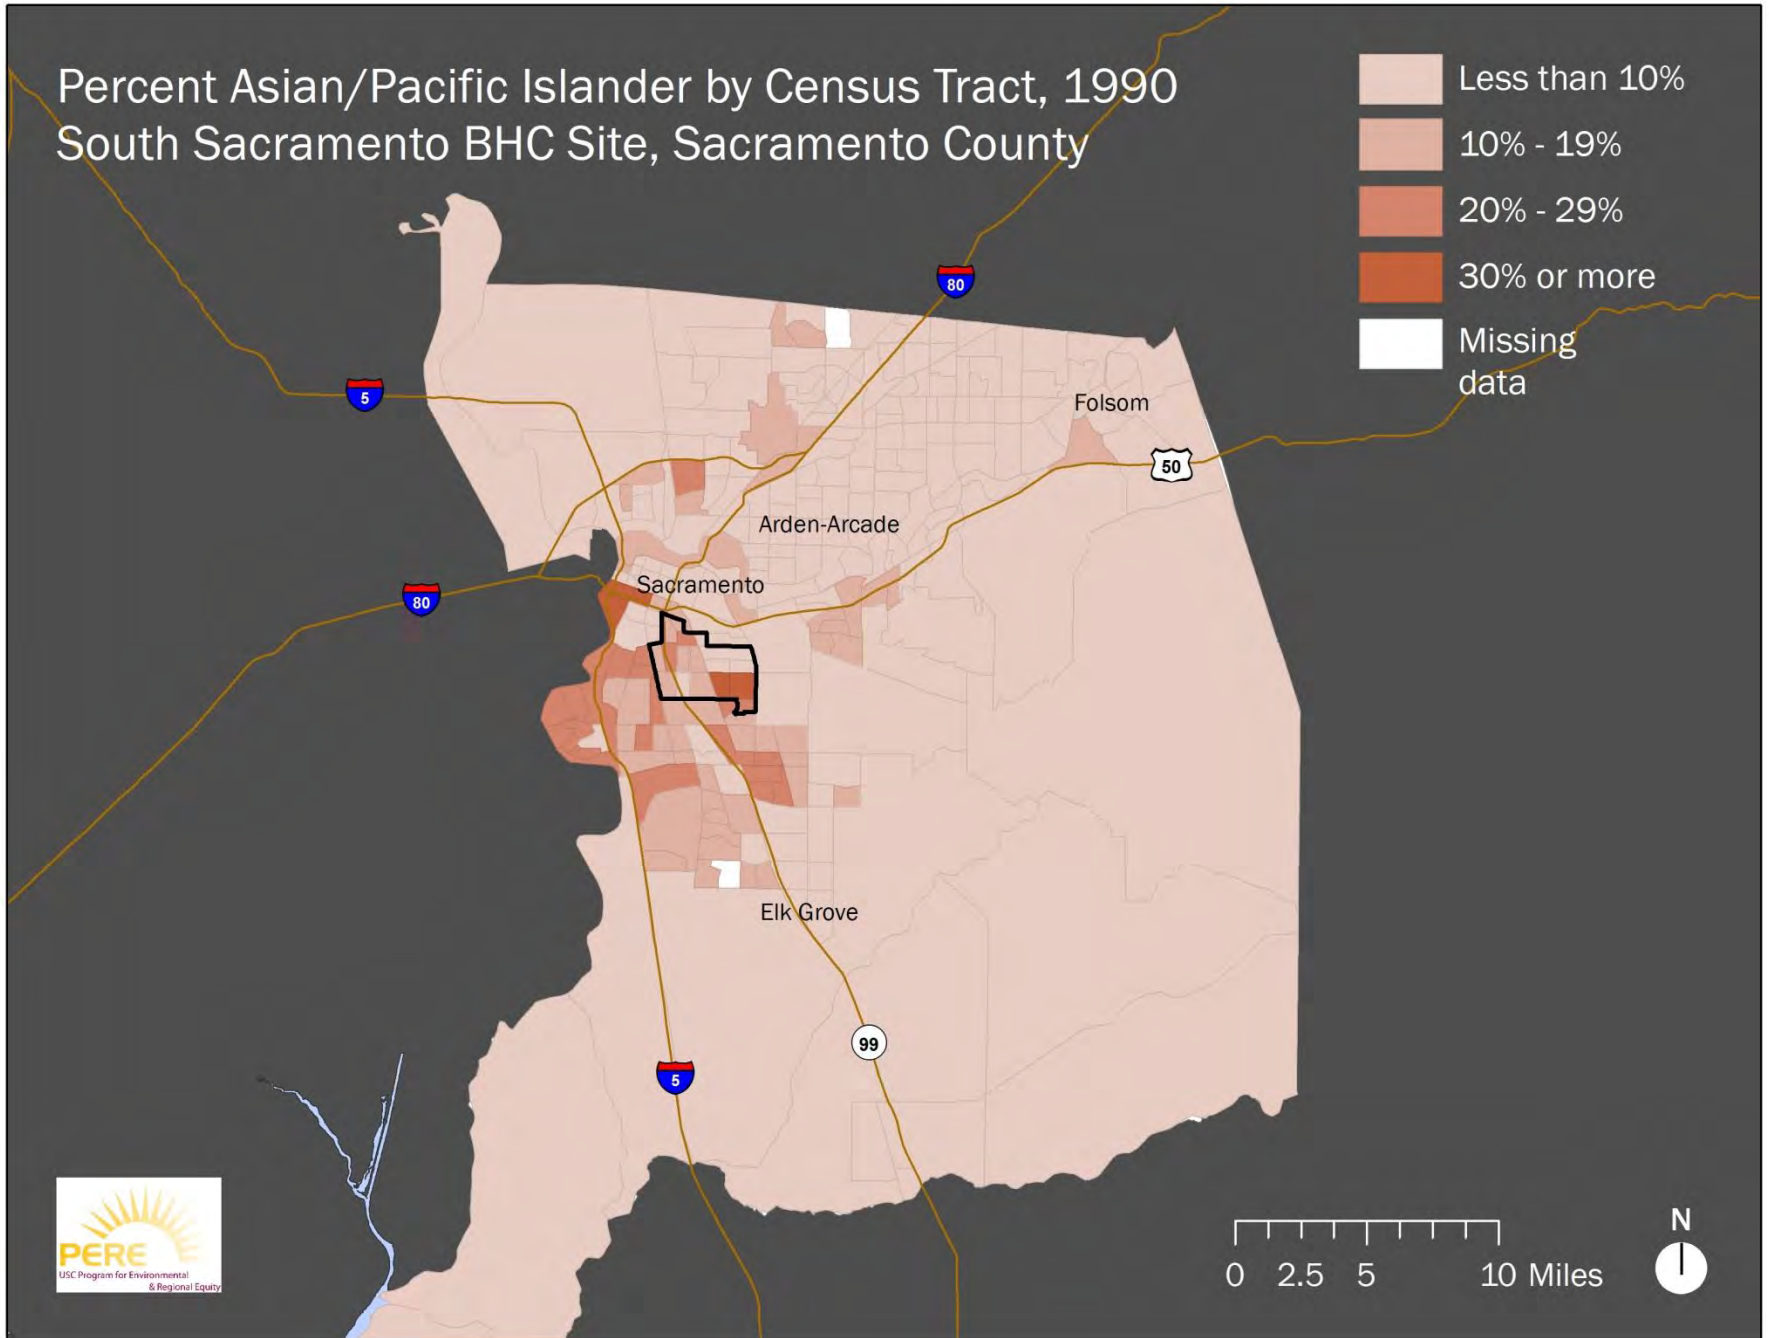 Percent Asian/Pacific Islander by Census Tract, 1990
South Sacramento BHC Site, Sacramento County
Less than 10%
10% - 19%
20% - 29%
30% or more
Missing
data
80
5
Folsom
50
Arden-Arcade
Sacramento
80
Elk Grove
99
5
PERE
USC Program for Environmental
& Regional Equity
N
0 2.5 5 10 Miles